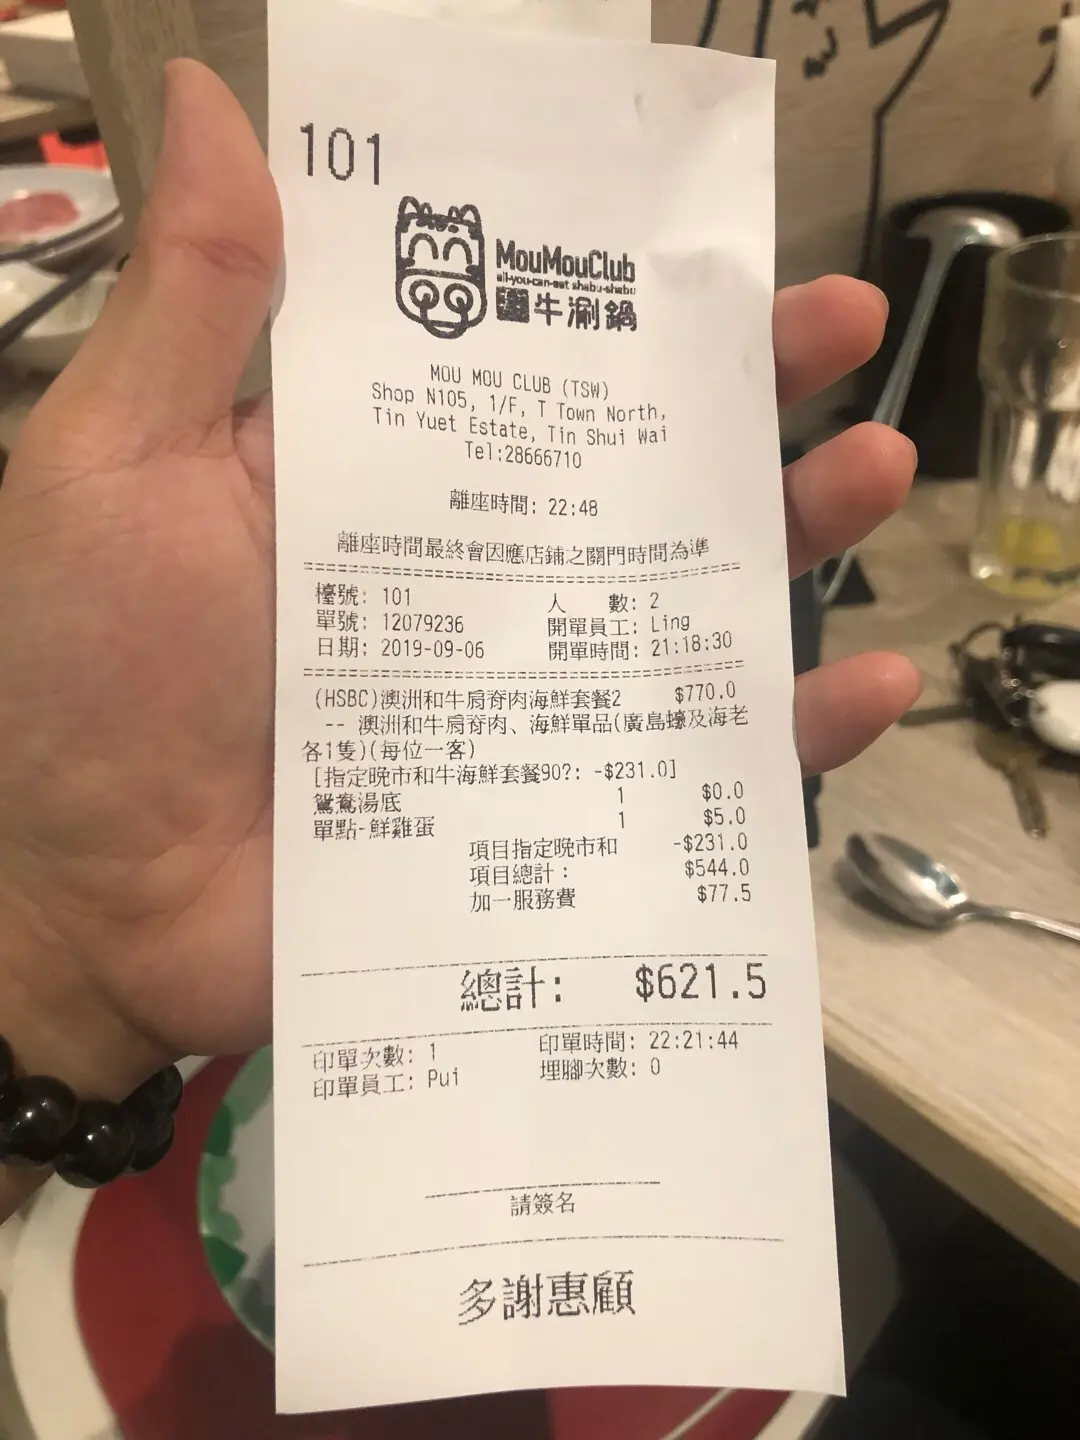 101
MouMouClub
all-you-can-eat shabu-shabu
牛涮鍋
MOU MOU CLUB (TSW)
Shop N105, 1/F, T Town North,
Tin Yuet Estate, Tin Shui Wai
Tel:28666710
離座時間: 22:48
離座時間最終會因應店鋪之關門時間為準
檯號: 101 人 數: 2
單號: 12079236 開單員工: Ling
日期: 2019-09-06 開單時間: 21:18:30
(HSBC)澳洲和牛肩脊肉海鮮套餐2 $770.0
-- 澳洲和牛肩脊肉、海鮮單品(廣島蠔及海老
各1隻)(每位一客)
[指定晚市和牛海鮮套餐90?: -$231.0]
鴛鴦湯底 1 $0.0
單點-鮮雞蛋 1 $5.0
項目指定晚市和 -$231.0
項目總計: $544.0
加一服務費 $77.5
總計: $621.5
印單次數: 1 印單時間: 22:21:44
印單員工: Pui 埋腳次數: 0
請簽名
多謝惠顧